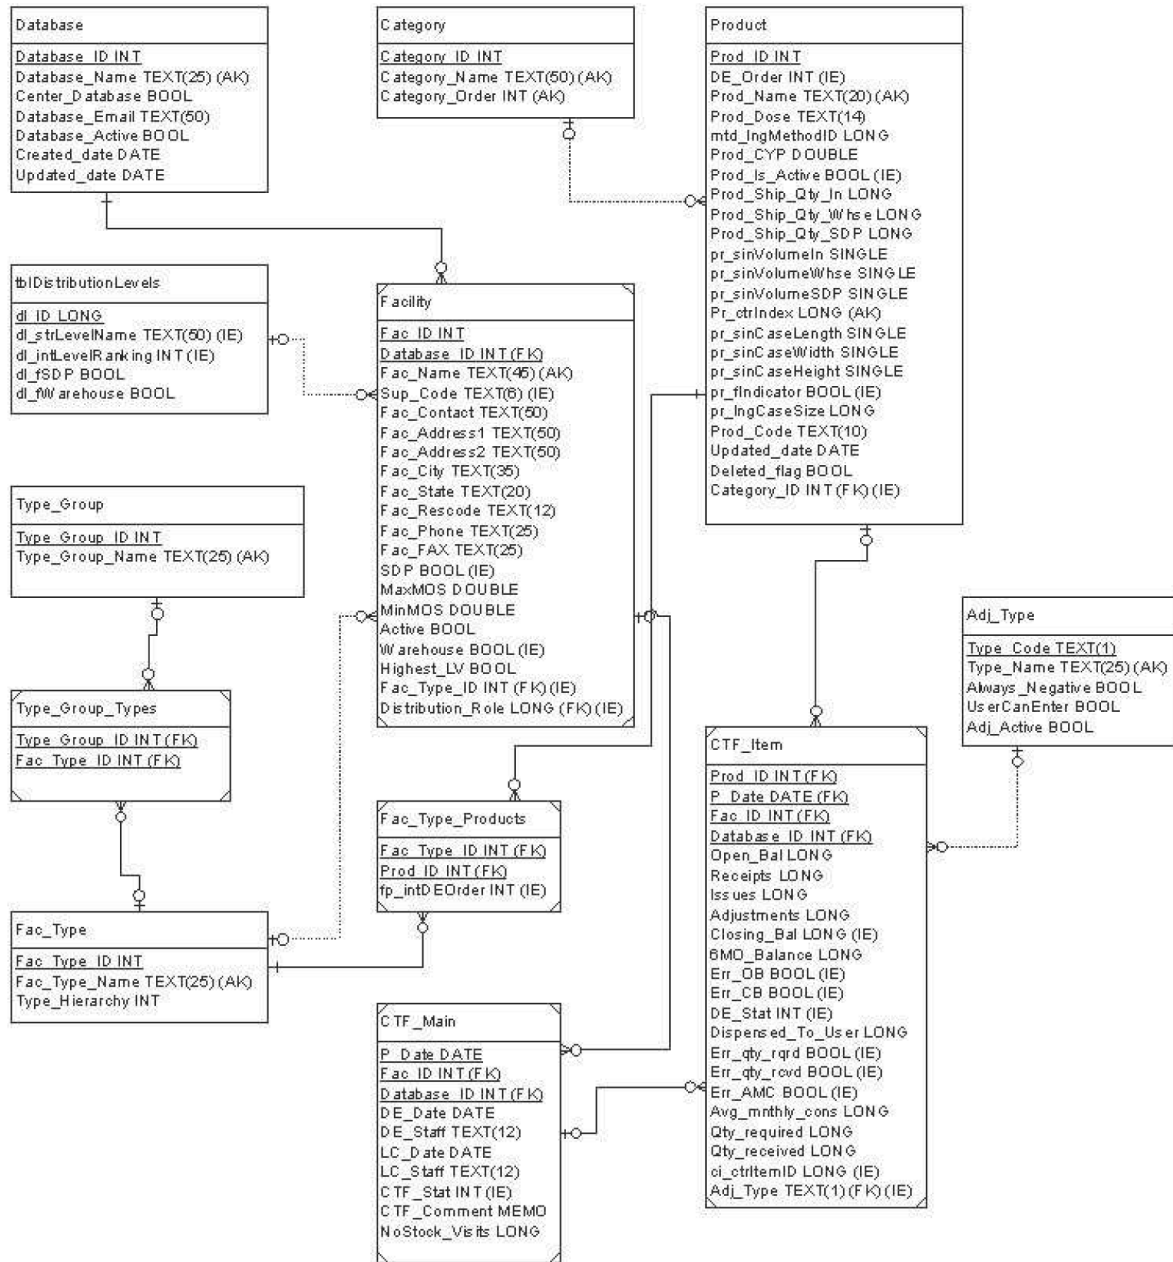 Database
Database_ID INT
Database_Name TEXT(25) (AK)
Center_Database BOOL
Database_Email TEXT(50)
Database_Active BOOL
Created_date DATE
Updated_date DATE
Category
Category_ID INT
Category_Name TEXT(50) (AK)
Category_Order INT (AK)
Product
Prod_ID INT
DE_Order INT (IE)
Prod_Name TEXT(20) (AK)
Prod_Dose TEXT(14)
mtd_lngMethodID LONG
Prod_CYP DOUBLE
Prod_Is_Active BOOL (IE)
Prod_Ship_Qty_In LONG
Prod_Ship_Qty_Whse LONG
Prod_Ship_Qty_SDP LONG
pr_sinVolumeIn SINGLE
pr_sinVolumeWhse SINGLE
pr_sinVolumeSDP SINGLE
Pr_ctrIndex LONG (AK)
pr_sinCaseLength SINGLE
pr_sinCaseWidth SINGLE
pr_sinCaseHeight SINGLE
pr_fIndicator BOOL (IE)
pr_lngCaseSize LONG
Prod_Code TEXT(10)
Updated_date DATE
Deleted_flag BOOL
Category_ID INT (FK) (IE)
tblDistributionLevels
dl_ID LONG
dl_strLevelName TEXT(50) (IE)
dl_intLevelRanking INT (IE)
dl_fSDP BOOL
dl_fWarehouse BOOL
Facility
Fac_ID INT
Database_ID INT (FK)
Fac_Name TEXT(45) (AK)
Sup_Code TEXT(6) (IE)
Fac_Contact TEXT(50)
Fac_Address1 TEXT(50)
Fac_Address2 TEXT(50)
Fac_City TEXT(35)
Fac_State TEXT(20)
Fac_Rescode TEXT(12)
Fac_Phone TEXT(25)
Fac_FAX TEXT(25)
SDP BOOL (IE)
MaxMOS DOUBLE
MinMOS DOUBLE
Active BOOL
Warehouse BOOL (IE)
Highest_LV BOOL
Fac_Type_ID INT (FK) (IE)
Distribution_Role LONG (FK) (IE)
Type_Group
Type_Group_ID INT
Type_Group_Name TEXT(25) (AK)
Type_Group_Types
Type_Group_ID INT (FK)
Fac_Type_ID INT (FK)
Adj_Type
Type_Code TEXT(1)
Type_Name TEXT(25) (AK)
Always_Negative BOOL
UserCanEnter BOOL
Adj_Active BOOL
CTF_Item
Prod_ID INT (FK)
P_Date DATE (FK)
Fac_ID INT (FK)
Database_ID INT (FK)
Open_Bal LONG
Receipts LONG
Issues LONG
Adjustments LONG
Closing_Bal LONG (IE)
6MO_Balance LONG
Err_OB BOOL (IE)
Err_CB BOOL (IE)
DE_Stat INT (IE)
Dispensed_To_User LONG
Err_qty_rqrd BOOL (IE)
Err_qty_rcvd BOOL (IE)
Err_AMC BOOL (IE)
Avg_mnthly_cons LONG
Qty_required LONG
Qty_received LONG
ci_ctrItemID LONG (IE)
Adj_Type TEXT(1) (FK) (IE)
Fac_Type_Products
Fac_Type_ID INT (FK)
Prod_ID INT (FK)
fp_intDEOrder INT (IE)
Fac_Type
Fac_Type_ID INT
Fac_Type_Name TEXT(25) (AK)
Type_Hierarchy INT
CTF_Main
P_Date DATE
Fac_ID INT (FK)
Database_ID INT (FK)
DE_Date DATE
DE_Staff TEXT(12)
LC_Date DATE
LC_Staff TEXT(12)
CTF_Stat INT (IE)
CTF_Comment MEMO
NoStock_Visits LONG